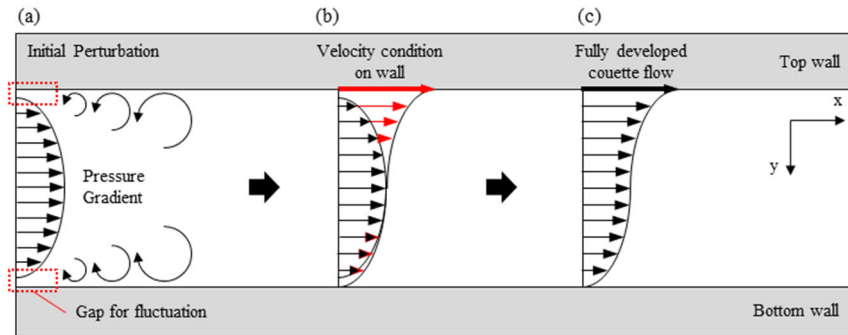 (a)
(b)
(c)
Initial Perturbation
Velocity condition
on wall
Fully developed
couette flow
Top wall
x
y
Pressure
Gradient
Gap for fluctuation
Bottom wall